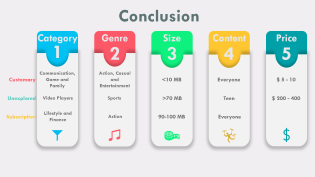 Conclusion
Category
1
Genre
2
Size
3
Content
4
Price
5
Customary
Communication,
Game and
Family
Action, Casual
and
Entertainment
<10 MB
Everyone
$ 5 - 10
Unexplored
Video Players
Sports
>70 MB
Teen
$ 200 - 400
Subscription
Lifestyle and
Finance
Action
90-100 MB
Everyone
$